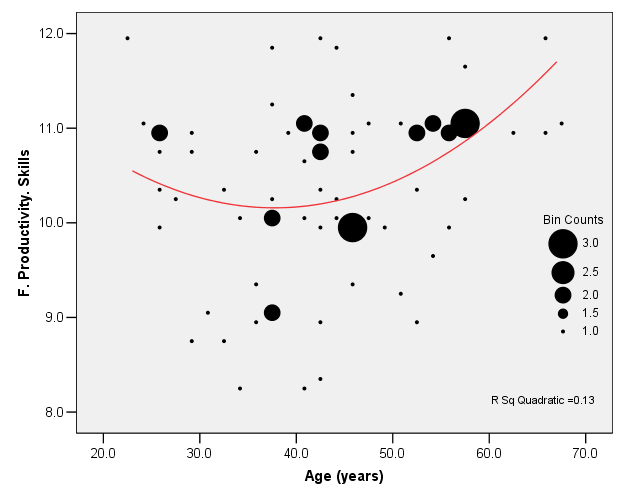 12.0
11.0
10.0
9.0
8.0
F. Productivity. Skills
Bin Counts
3.0
2.5
2.0
1.5
1.0
R Sq Quadratic =0.13
20.0 30.0 40.0 50.0 60.0 70.0
Age (years)